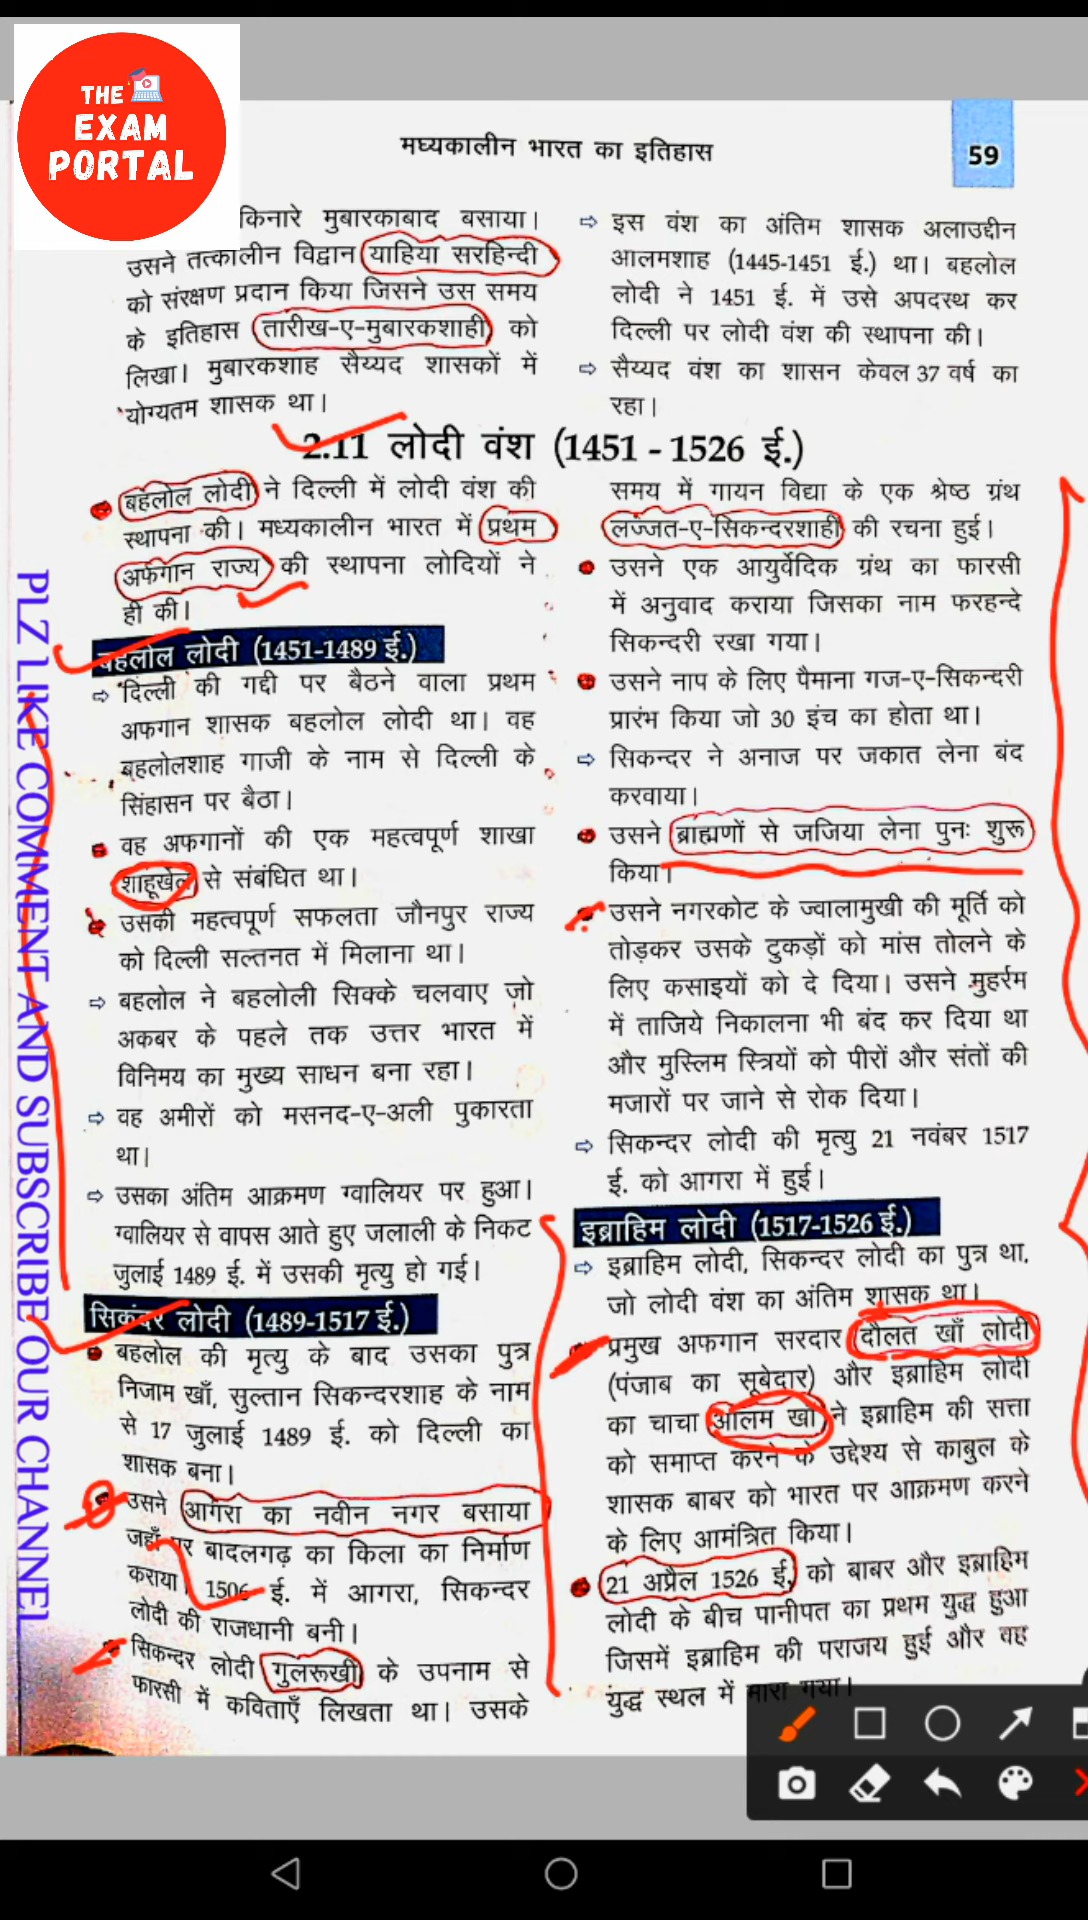 THE
EXAM
PORTAL
मध्यकालीन भारत का इतिहास
59
किनारे मुबारकाबाद बसाया।
उसने तत्कालीन विद्वान याहिया सरहिन्दी
को संरक्षण प्रदान किया जिसने उस समय
के इतिहास तारीख-ए-मुबारकशाही को
लिखा। मुबारकशाह सैय्यद शासकों में
योग्यतम शासक था।
⇨ इस वंश का अंतिम शासक अलाउद्दीन
आलमशाह (1445-1451 ई.) था। बहलोल
लोदी ने 1451 ई. में उसे अपदस्थ कर
दिल्ली पर लोदी वंश की स्थापना की।
⇨ सैय्यद वंश का शासन केवल 37 वर्ष का
रहा।
2.11 लोदी वंश (1451 - 1526 ई.)
बहलोल लोदी ने दिल्ली में लोदी वंश की
स्थापना की। मध्यकालीन भारत में प्रथम
अफगान राज्य की स्थापना लोदियों ने
ही की।
बहलोल लोदी (1451-1489 ई.)
⇨ दिल्ली की गद्दी पर बैठने वाला प्रथम
अफगान शासक बहलोल लोदी था। वह
बहलोलशाह गाजी के नाम से दिल्ली के
सिंहासन पर बैठा।
वह अफगानों की एक महत्वपूर्ण शाखा
शाहूखेल से संबंधित था।
उसकी महत्वपूर्ण सफलता जौनपुर राज्य
को दिल्ली सल्तनत में मिलाना था।
⇨ बहलोल ने बहलोली सिक्के चलवाए जो
अकबर के पहले तक उत्तर भारत में
विनिमय का मुख्य साधन बना रहा।
⇨ वह अमीरों को मसनद-ए-अली पुकारता
था।
⇨ उसका अंतिम आक्रमण ग्वालियर पर हुआ।
ग्वालियर से वापस आते हुए जलाली के निकट
जुलाई 1489 ई. में उसकी मृत्यु हो गई।
सिकंदर लोदी (1489-1517 ई.)
बहलोल की मृत्यु के बाद उसका पुत्र
निजाम खाँ, सुल्तान सिकन्दरशाह के नाम
से 17 जुलाई 1489 ई. को दिल्ली का
शासक बना।
उसने आगरा का नवीन नगर बसाया
जहाँ पर बादलगढ़ का किला का निर्माण
कराया। 1506 ई. में आगरा, सिकन्दर
लोदी की राजधानी बनी।
सिकन्दर लोदी गुलरूखी के उपनाम से
फारसी में कविताएँ लिखता था। उसके
समय में गायन विद्या के एक श्रेष्ठ ग्रंथ
लज्जत-ए-सिकन्दरशाही की रचना हुई।
उसने एक आयुर्वेदिक ग्रंथ का फारसी
में अनुवाद कराया जिसका नाम फरहन्दे
सिकन्दरी रखा गया।
उसने नाप के लिए पैमाना गज-ए-सिकन्दरी
प्रारंभ किया जो 30 इंच का होता था।
⇨ सिकन्दर ने अनाज पर जकात लेना बंद
करवाया।
उसने ब्राह्मणों से जजिया लेना पुनः शुरू
किया।
उसने नगरकोट के ज्वालामुखी की मूर्ति को
तोड़कर उसके टुकड़ों को मांस तोलने के
लिए कसाइयों को दे दिया। उसने मुहर्रम
में ताजिये निकालना भी बंद कर दिया था
और मुस्लिम स्त्रियों को पीरों और संतों की
मजारों पर जाने से रोक दिया।
⇨ सिकन्दर लोदी की मृत्यु 21 नवंबर 1517
ई. को आगरा में हुई।
इब्राहिम लोदी (1517-1526 ई.)
⇨ इब्राहिम लोदी, सिकन्दर लोदी का पुत्र था,
जो लोदी वंश का अंतिम शासक था।
प्रमुख अफगान सरदार दौलत खाँ लोदी
(पंजाब का सूबेदार) और इब्राहिम लोदी
का चाचा आलम खाँ ने इब्राहिम की सत्ता
को समाप्त करने के उद्देश्य से काबुल के
शासक बाबर को भारत पर आक्रमण करने
के लिए आमंत्रित किया।
21 अप्रैल 1526 ई. को बाबर और इब्राहिम
लोदी के बीच पानीपत का प्रथम युद्ध हुआ
जिसमें इब्राहिम की पराजय हुई और वह
युद्ध स्थल में मारा गया।
PLZ LIKE COMMENT AND SUBSCRIBE OUR CHANNEL